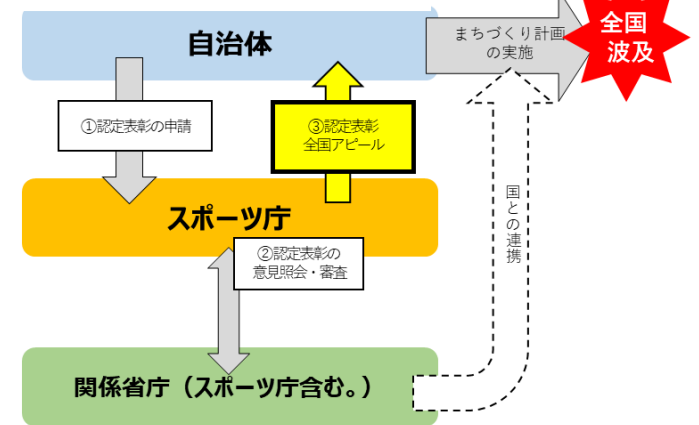 自治体
まちづくり計画
の実施
全国
波及
①認定表彰の申請
③認定表彰
全国アピール
スポーツ庁
②認定表彰の
意見照会・審査
国との連携
関係省庁（スポーツ庁含む。）